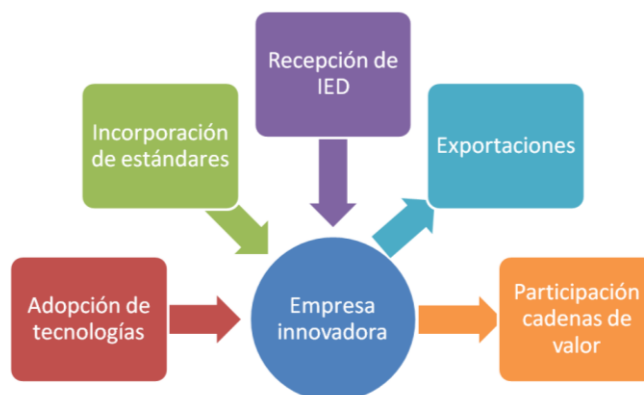 Recepción de
IED
Incorporación
de estándares
Exportaciones
Adopción de
tecnologías
Empresa
innovadora
Participación
cadenas de
valor